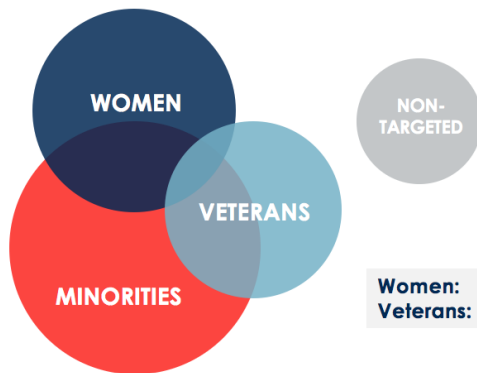 WOMEN
NON-
TARGETED
VETERANS
MINORITIES
Women:
Veterans: